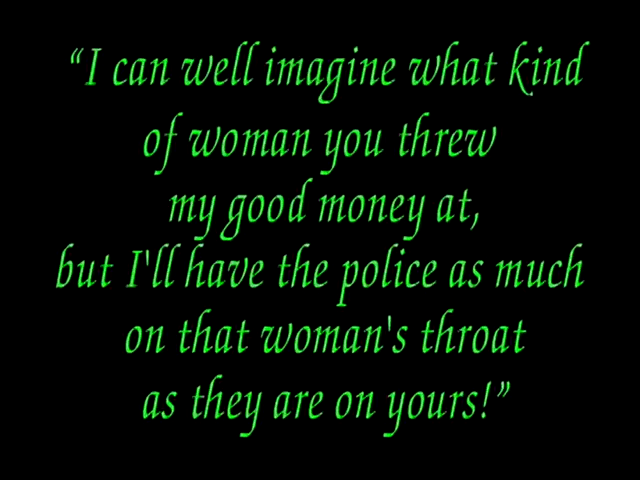 “I can well imagine what kind
of woman you threw
my good money at,
but I'll have the police as much
on that woman's throat
as they are on yours!”